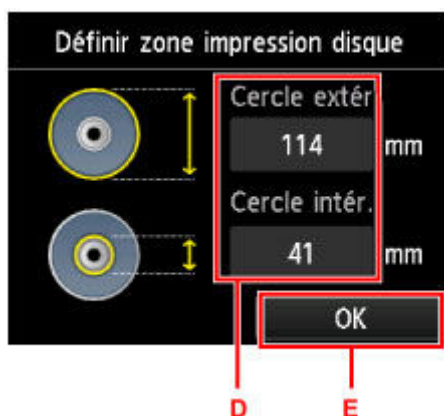 Définir zone impression disque
Cercle extér
114 mm
Cercle intér.
41 mm
OK
D E